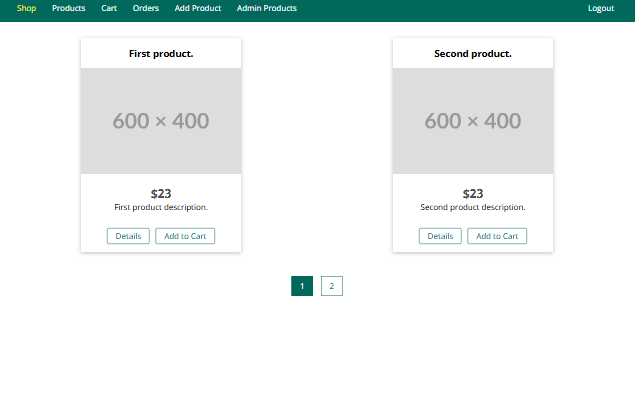 Shop Products Cart Orders Add Product Admin Products Logout
First product. Second product.
600 × 400 600 × 400
$23 $23
First product description. Second product description.
Details Add to Cart Details Add to Cart
1 2